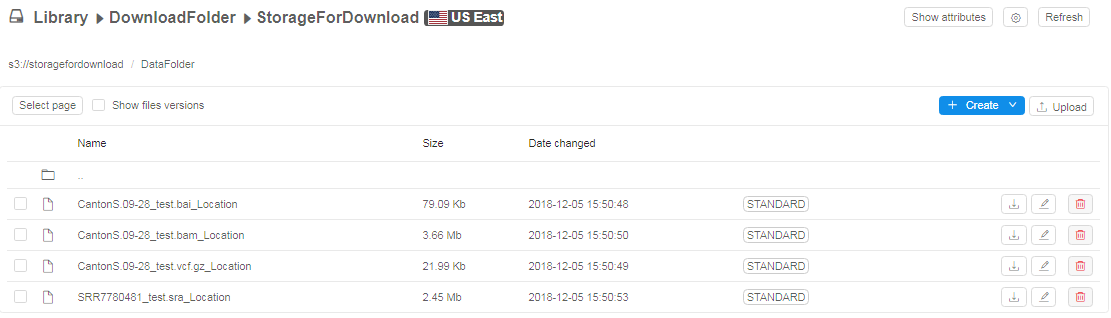 Library DownloadFolder StorageForDownload US East Show attributes Refresh
s3://storagefordownload / DataFolder
Select page Show files versions + Create Upload
Name Size Date changed
..
CantonS.09-28_test.bai_Location 79.09 Kb 2018-12-05 15:50:48 STANDARD
CantonS.09-28_test.bam_Location 3.66 Mb 2018-12-05 15:50:50 STANDARD
CantonS.09-28_test.vcf.gz_Location 21.99 Kb 2018-12-05 15:50:49 STANDARD
SRR7780481_test.sra_Location 2.45 Mb 2018-12-05 15:50:53 STANDARD